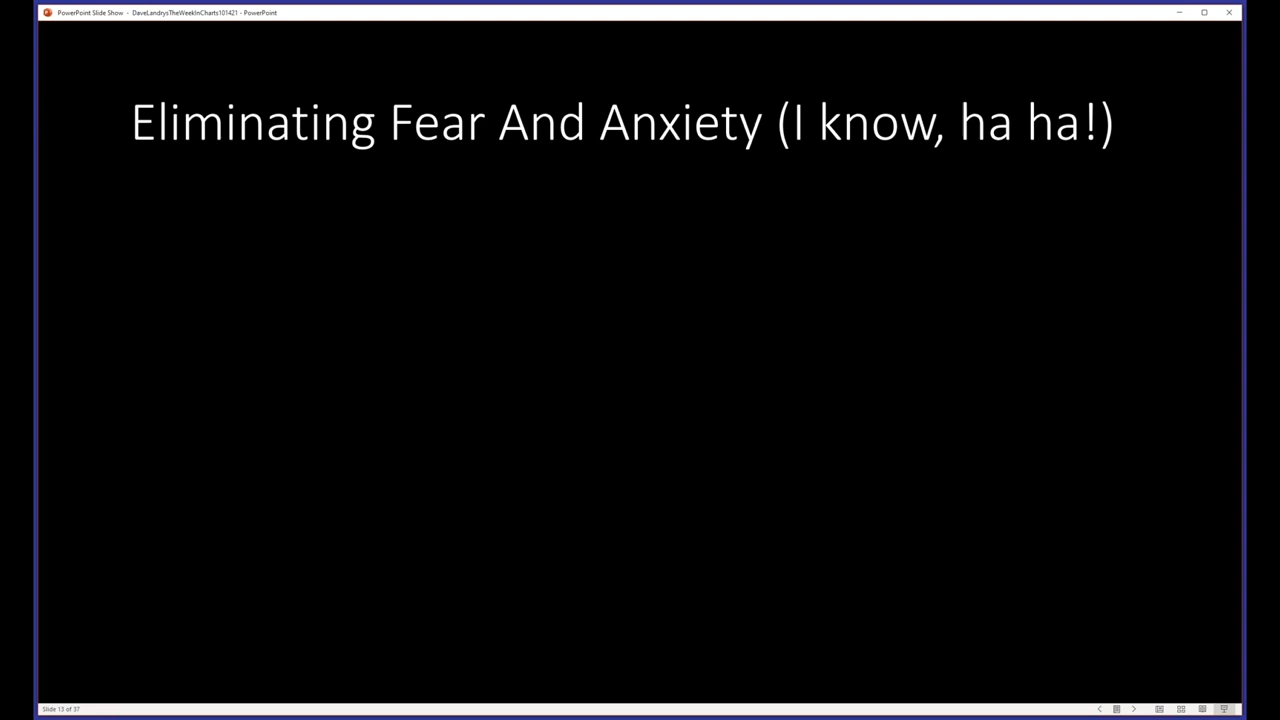 PowerPoint Slide Show - DaveLandrysTheWeekInCharts101421 - PowerPoint
Eliminating Fear And Anxiety (I know, ha ha!)
Slide 13 of 37